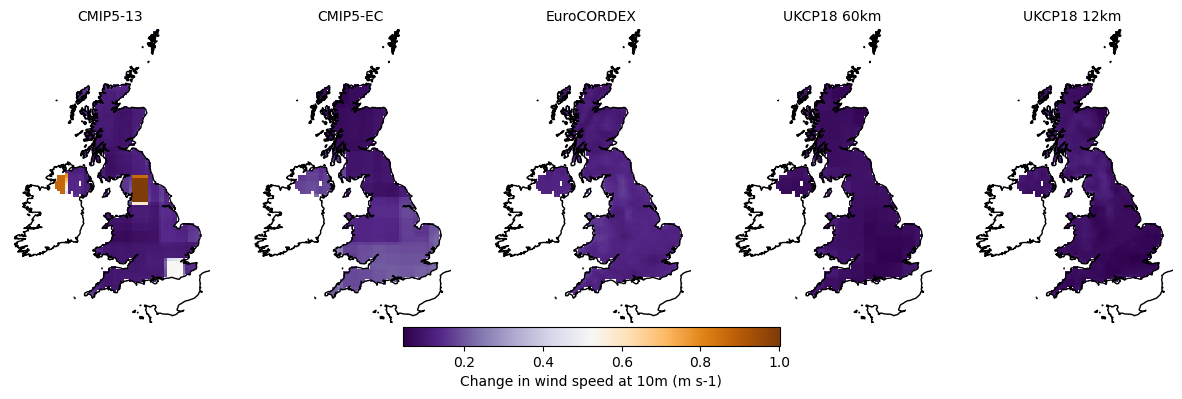 CMIP5-13
CMIP5-EC
EuroCORDEX
UKCP18 60km
UKCP18 12km
0.2
0.4
0.6
0.8
1.0
Change in wind speed at 10m (m s-1)